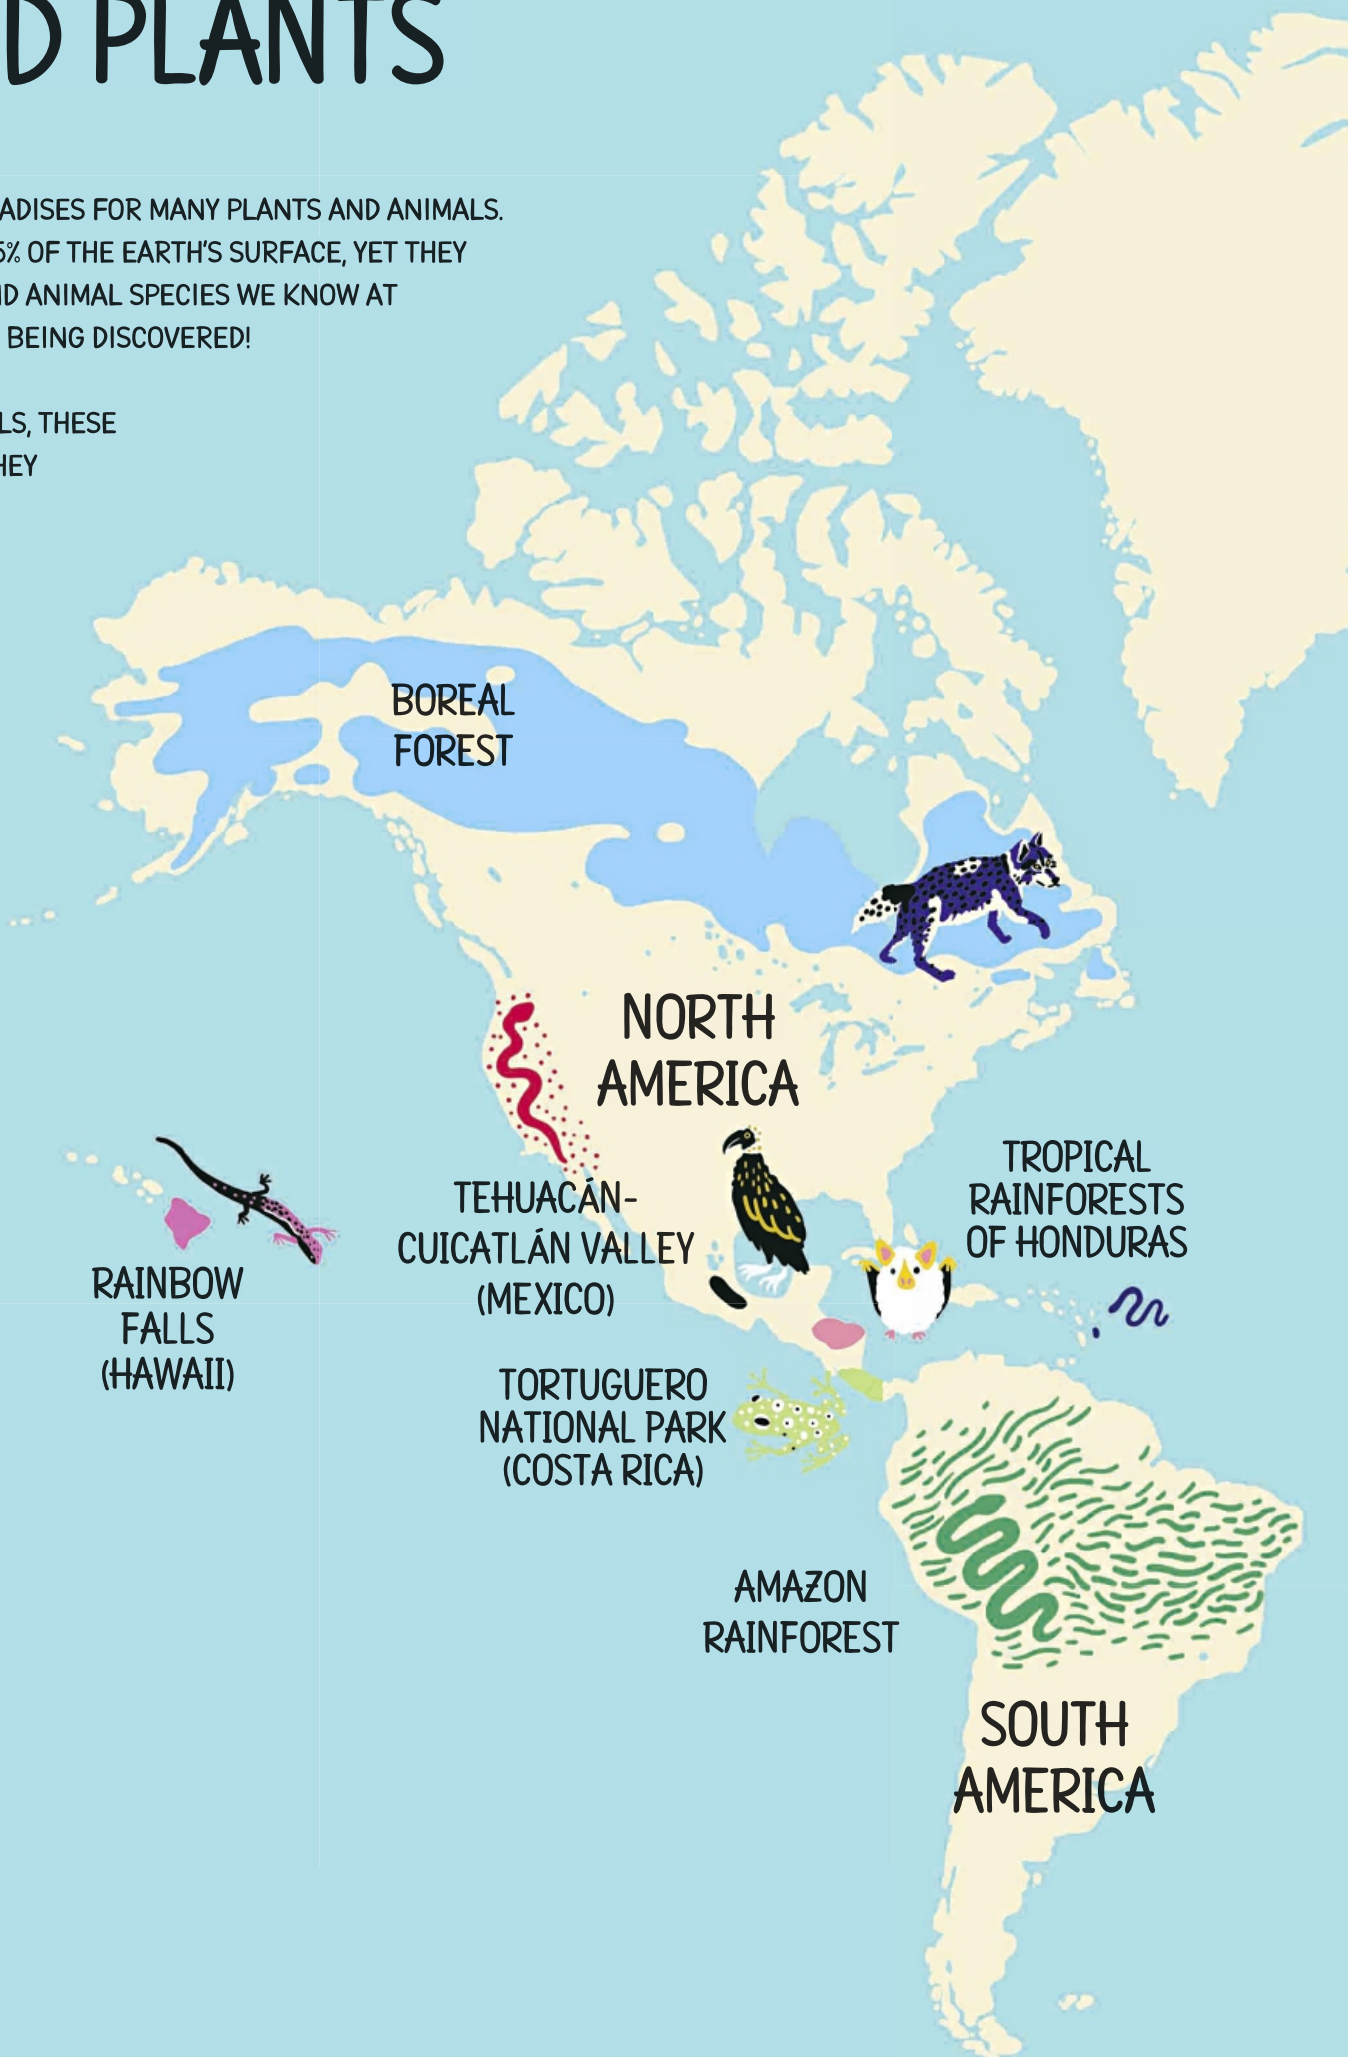 D PLANTS
ADISES FOR MANY PLANTS AND ANIMALS.
5% OF THE EARTH'S SURFACE, YET THEY
ND ANIMAL SPECIES WE KNOW AT
BEING DISCOVERED!
LS, THESE
HEY
BOREAL
FOREST
NORTH
AMERICA
TROPICAL
RAINFORESTS
OF HONDURAS
TEHUACÁN-
CUICATLÁN VALLEY
(MEXICO)
RAINBOW
FALLS
(HAWAII)
TORTUGUERO
NATIONAL PARK
(COSTA RICA)
AMAZON
RAINFOREST
SOUTH
AMERICA